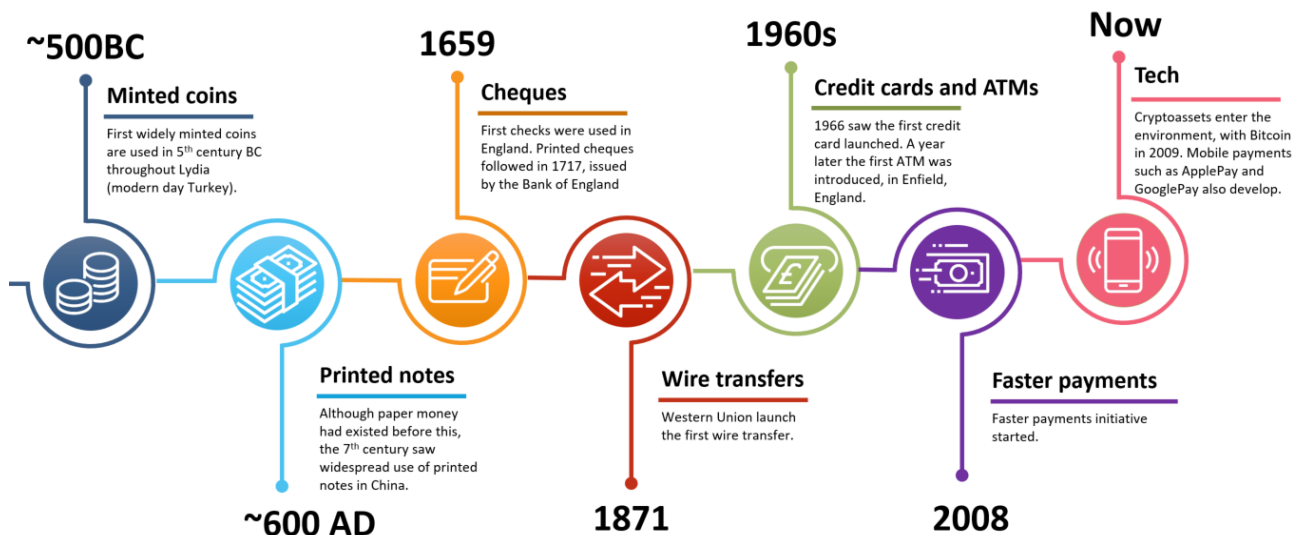 ~500BC
Minted coins
First widely minted coins
are used in 5th century BC
throughout Lydia
(modern day Turkey).
Printed notes
Although paper money
had existed before this,
the 7th century saw
widespread use of printed
notes in China.
~600 AD
1659
Cheques
First checks were used in
England. Printed cheques
followed in 1717, issued
by the Bank of England
Wire transfers
Western Union launch
the first wire transfer.
1871
1960s
Credit cards and ATMs
1966 saw the first credit
card launched. A year
later the first ATM was
introduced, in Enfield,
England.
£
Faster payments
Faster payments initiative
started.
2008
Now
Tech
Cryptoassets enter the
environment, with Bitcoin
in 2009. Mobile payments
such as ApplePay and
GooglePay also develop.